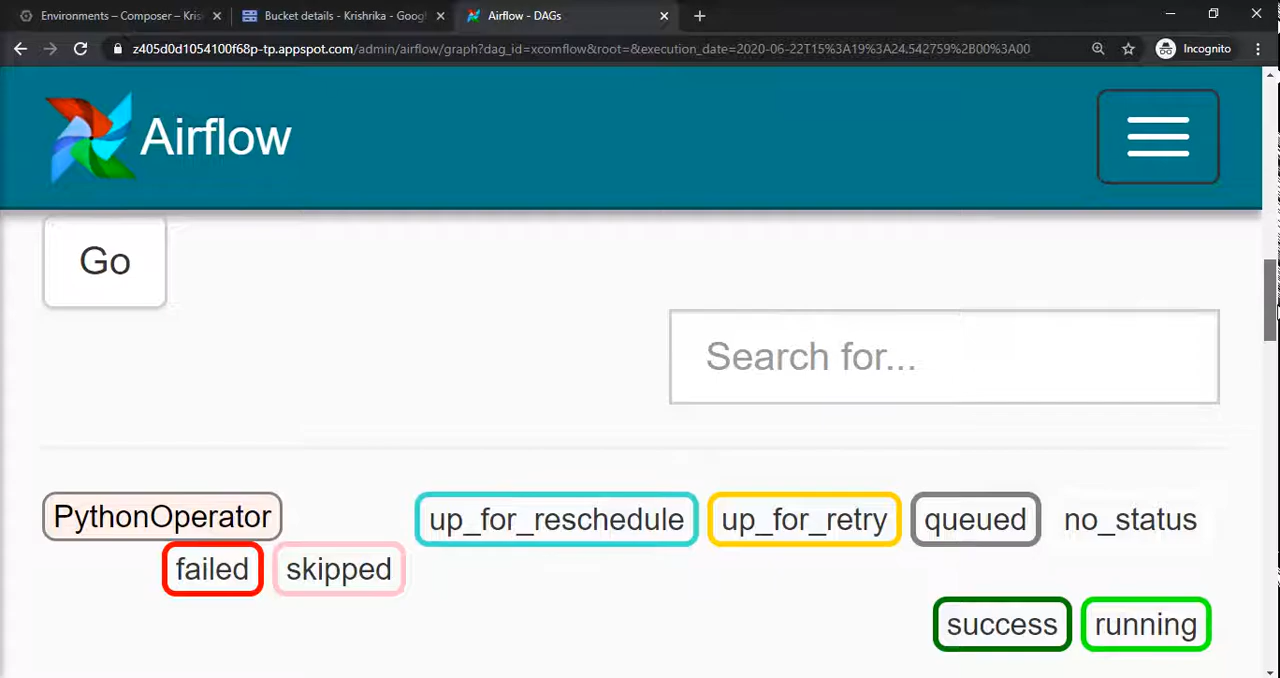 Environments – Composer – Kris
Bucket details - Krishrika - Goog
Airflow - DAGs
z405d0d1054100f68p-tp.appspot.com/admin/airflow/graph?dag_id=xcomflow&root=&execution_date=2020-06-22T15%3A19%3A24.542759%2B00%3A00
Incognito
Airflow
Go
Search for...
PythonOperator up_for_reschedule up_for_retry queued no_status
failed skipped
success running